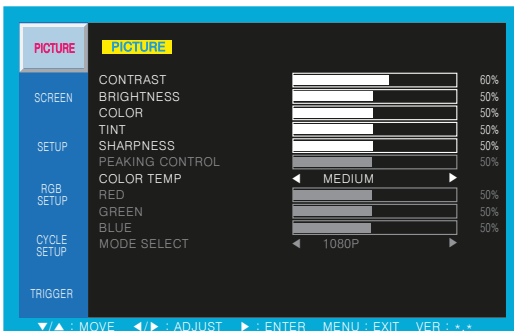 PICTURE
PICTURE
CONTRAST 60%
BRIGHTNESS 50%
SCREEN
COLOR 50%
TINT 50%
SETUP
SHARPNESS 50%
PEAKING CONTROL 50%
COLOR TEMP ◀ MEDIUM ▶
RGB
SETUP
RED 50%
GREEN 50%
BLUE 50%
CYCLE
SETUP
MODE SELECT ◀ 1080P ▶
TRIGGER
▼/▲ : MOVE ◀/▶ : ADJUST ▶ : ENTER MENU : EXIT VER : *.*